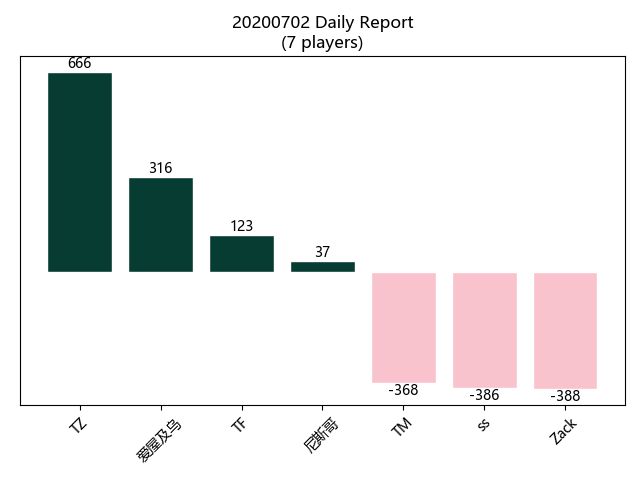 20200702 Daily Report
(7 players)
666
316
123
37
-368
-386
-388
TZ
爱屋及乌
TF
尼斯哥
TM
ss
Zack